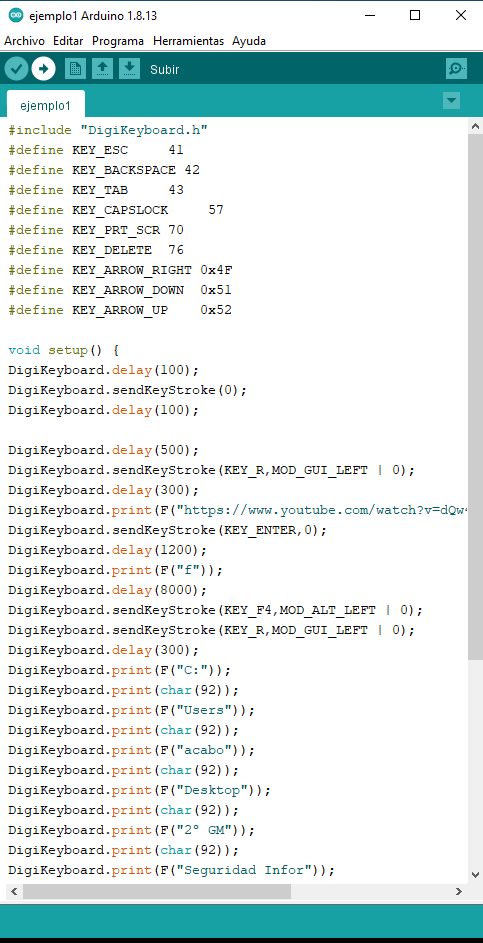 ejemplo1 Arduino 1.8.13
Archivo Editar Programa Herramientas Ayuda
Subir
ejemplo1
#include "DigiKeyboard.h"
#define KEY_ESC     41
#define KEY_BACKSPACE 42
#define KEY_TAB     43
#define KEY_CAPSLOCK     57
#define KEY_PRT_SCR 70
#define KEY_DELETE  76
#define KEY_ARROW_RIGHT 0x4F
#define KEY_ARROW_DOWN  0x51
#define KEY_ARROW_UP    0x52
void setup() {
DigiKeyboard.delay(100);
DigiKeyboard.sendKeyStroke(0);
DigiKeyboard.delay(100);
DigiKeyboard.delay(500);
DigiKeyboard.sendKeyStroke(KEY_R,MOD_GUI_LEFT | 0);
DigiKeyboard.delay(300);
DigiKeyboard.print(F("https://www.youtube.com/watch?v=dQw
DigiKeyboard.sendKeyStroke(KEY_ENTER,0);
DigiKeyboard.delay(1200);
DigiKeyboard.print(F("f"));
DigiKeyboard.delay(8000);
DigiKeyboard.sendKeyStroke(KEY_F4,MOD_ALT_LEFT | 0);
DigiKeyboard.sendKeyStroke(KEY_R,MOD_GUI_LEFT | 0);
DigiKeyboard.delay(300);
DigiKeyboard.print(F("C:"));
DigiKeyboard.print(char(92));
DigiKeyboard.print(F("Users"));
DigiKeyboard.print(char(92));
DigiKeyboard.print(F("acabo"));
DigiKeyboard.print(char(92));
DigiKeyboard.print(F("Desktop"));
DigiKeyboard.print(char(92));
DigiKeyboard.print(F("2º GM"));
DigiKeyboard.print(char(92));
DigiKeyboard.print(F("Seguridad Infor"));